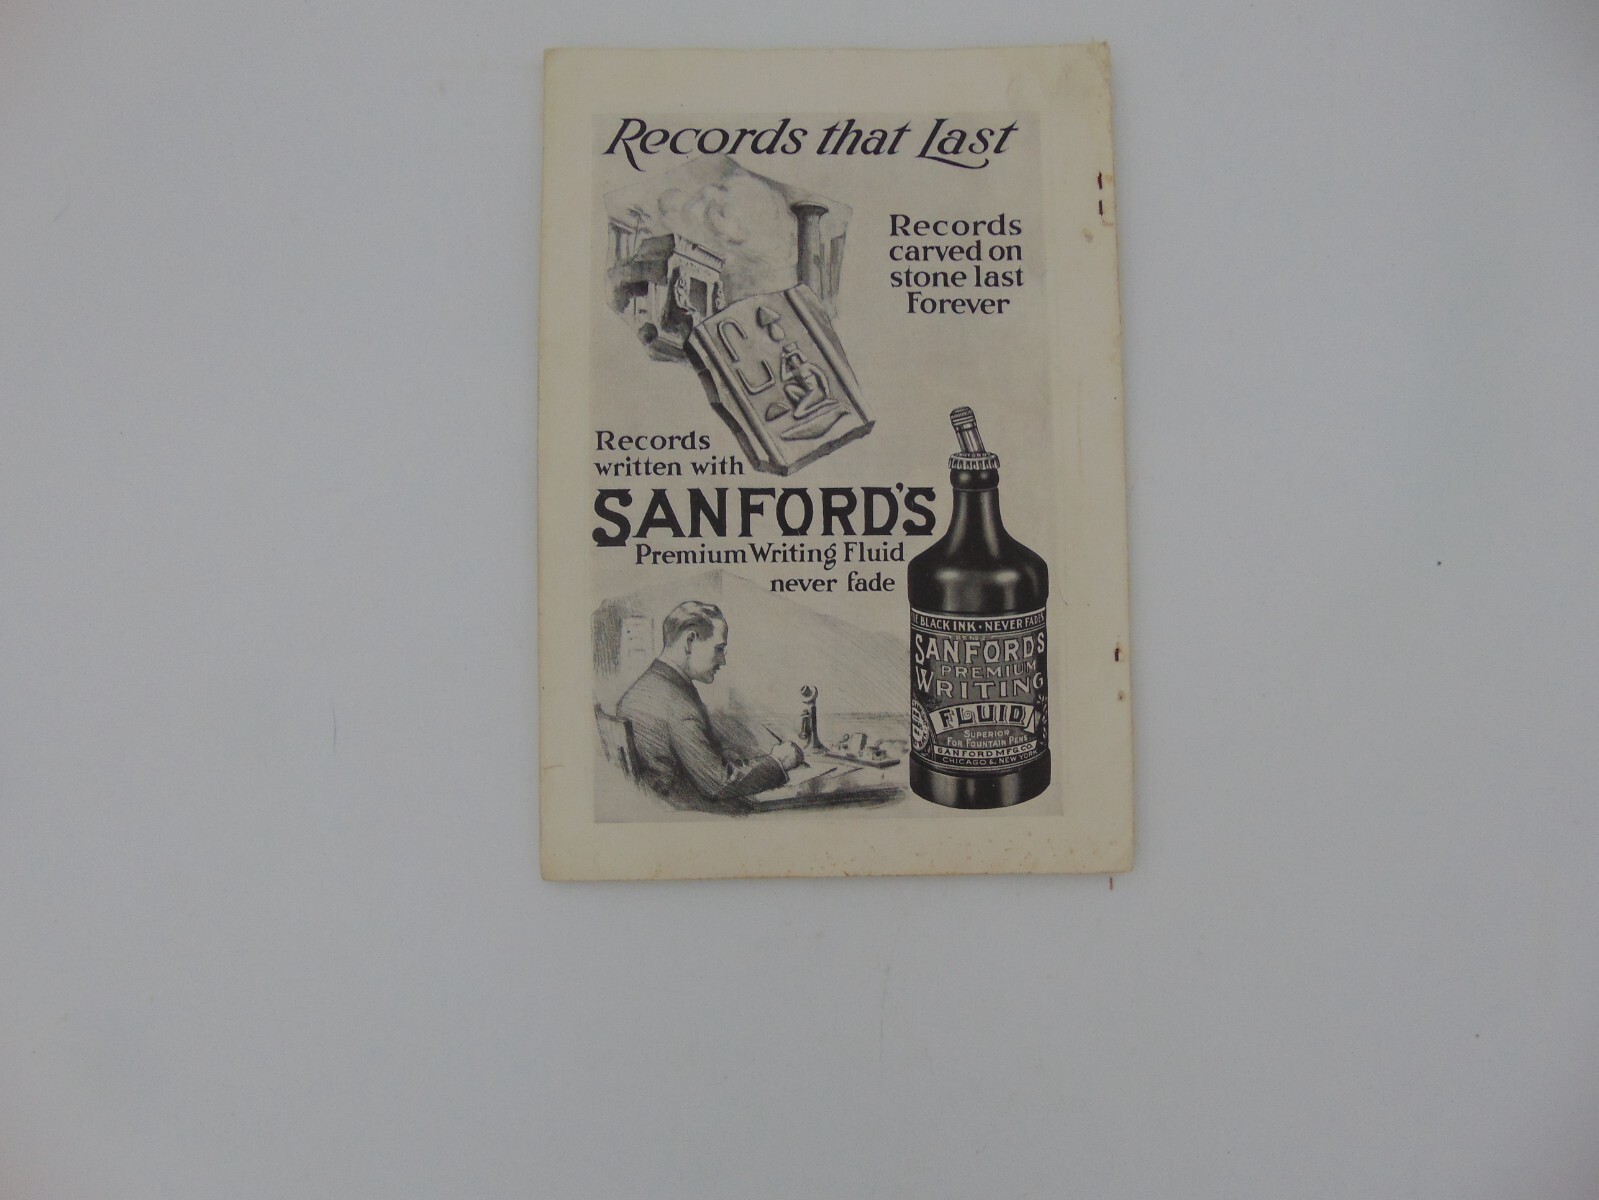 Records that Last
Records
carved on
stone last
Forever
Records
written with
SANFORD'S
Premium Writing Fluid
never fade
BLACK INK · NEVER FADES
SANFORD'S
PREMIUM
WRITING
FLUID
SUPERIOR
FOR FOUNTAIN PENS
SANFORD MFG. CO.
CHICAGO & NEW YORK